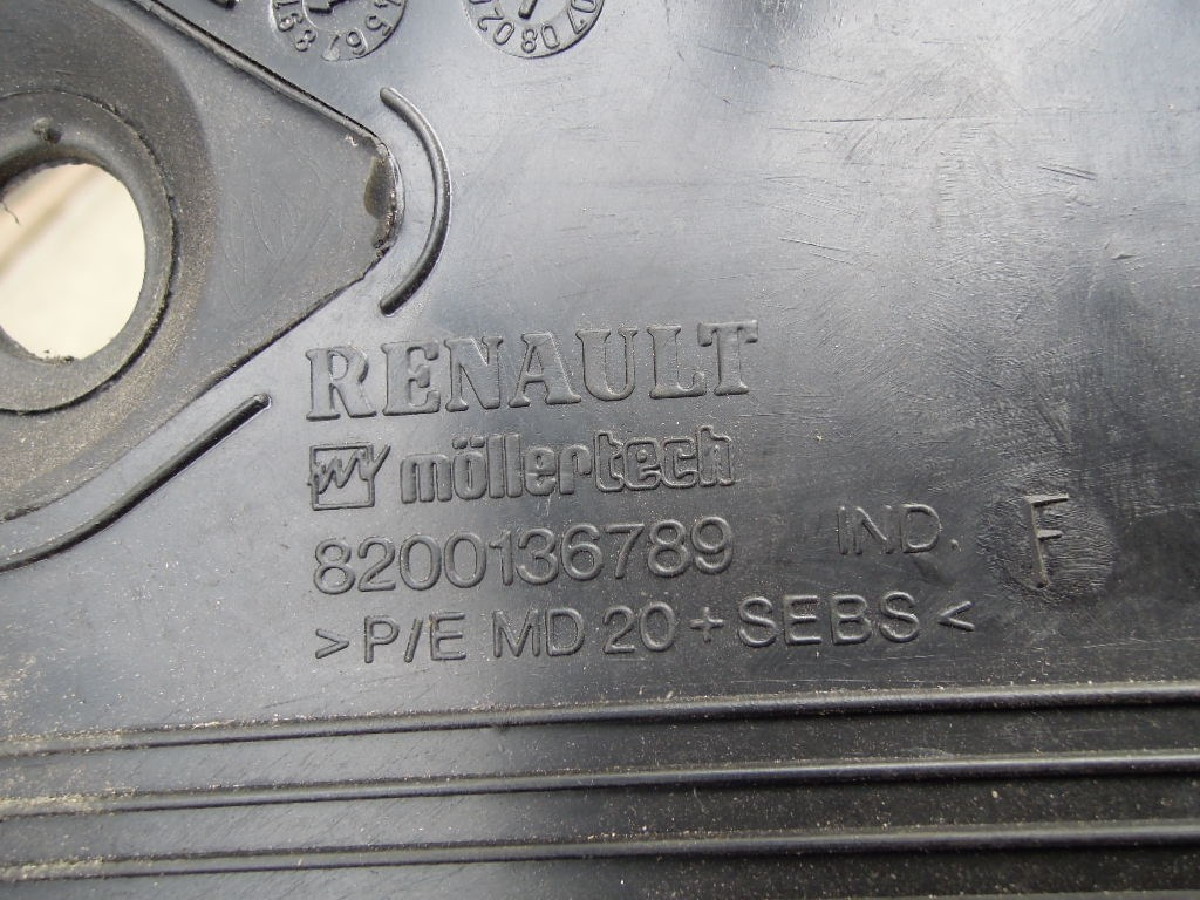 RENAULT
möllertech
8200136789 IND. F
>P/E MD 20 + SEBS<